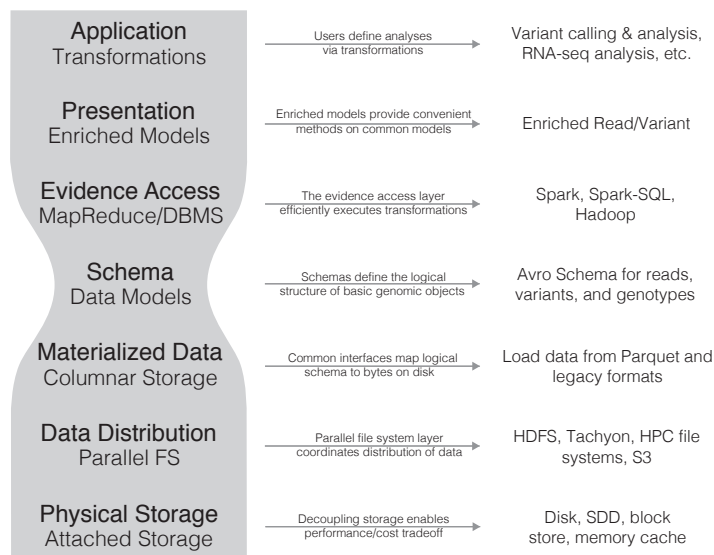 Application
Transformations
Users define analyses
via transformations
Variant calling & analysis,
RNA-seq analysis, etc.
Presentation
Enriched Models
Enriched models provide convenient
methods on common models
Enriched Read/Variant
Evidence Access
MapReduce/DBMS
The evidence access layer
efficiently executes transformations
Spark, Spark-SQL,
Hadoop
Schema
Data Models
Schemas define the logical
structure of basic genomic objects
Avro Schema for reads,
variants, and genotypes
Materialized Data
Columnar Storage
Common interfaces map logical
schema to bytes on disk
Load data from Parquet and
legacy formats
Data Distribution
Parallel FS
Parallel file system layer
coordinates distribution of data
HDFS, Tachyon, HPC file
systems, S3
Physical Storage
Attached Storage
Decoupling storage enables
performance/cost tradeoff
Disk, SDD, block
store, memory cache